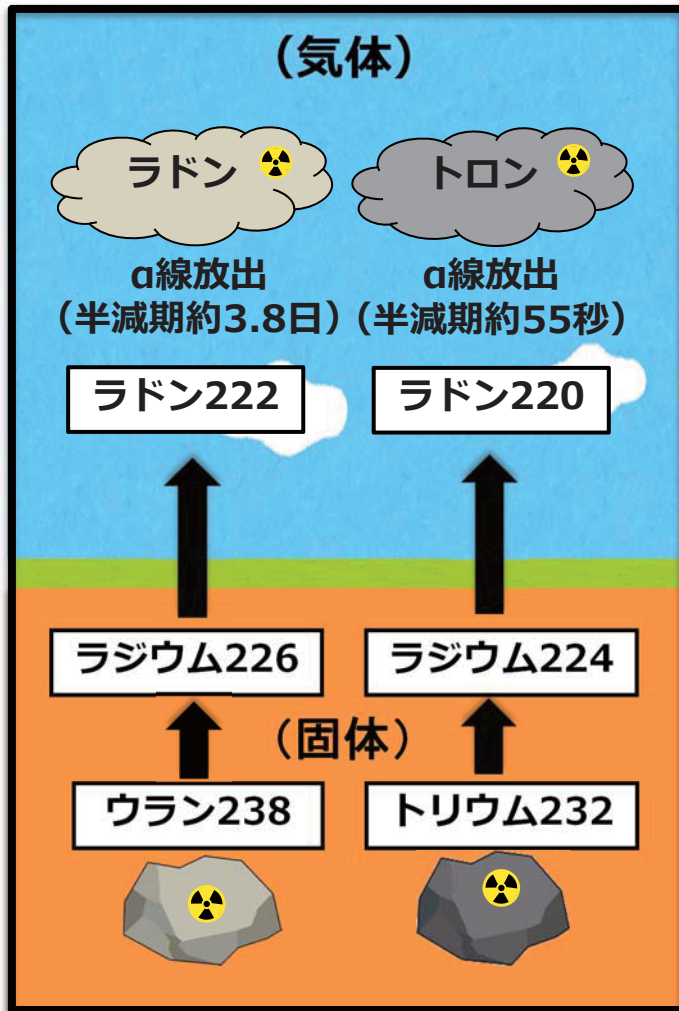 （気体）
ラドン
トロン
α線放出
（半減期約3.8日）
α線放出
（半減期約55秒）
ラドン222
ラドン220
ラジウム226
ラジウム224
（固体）
ウラン238
トリウム232